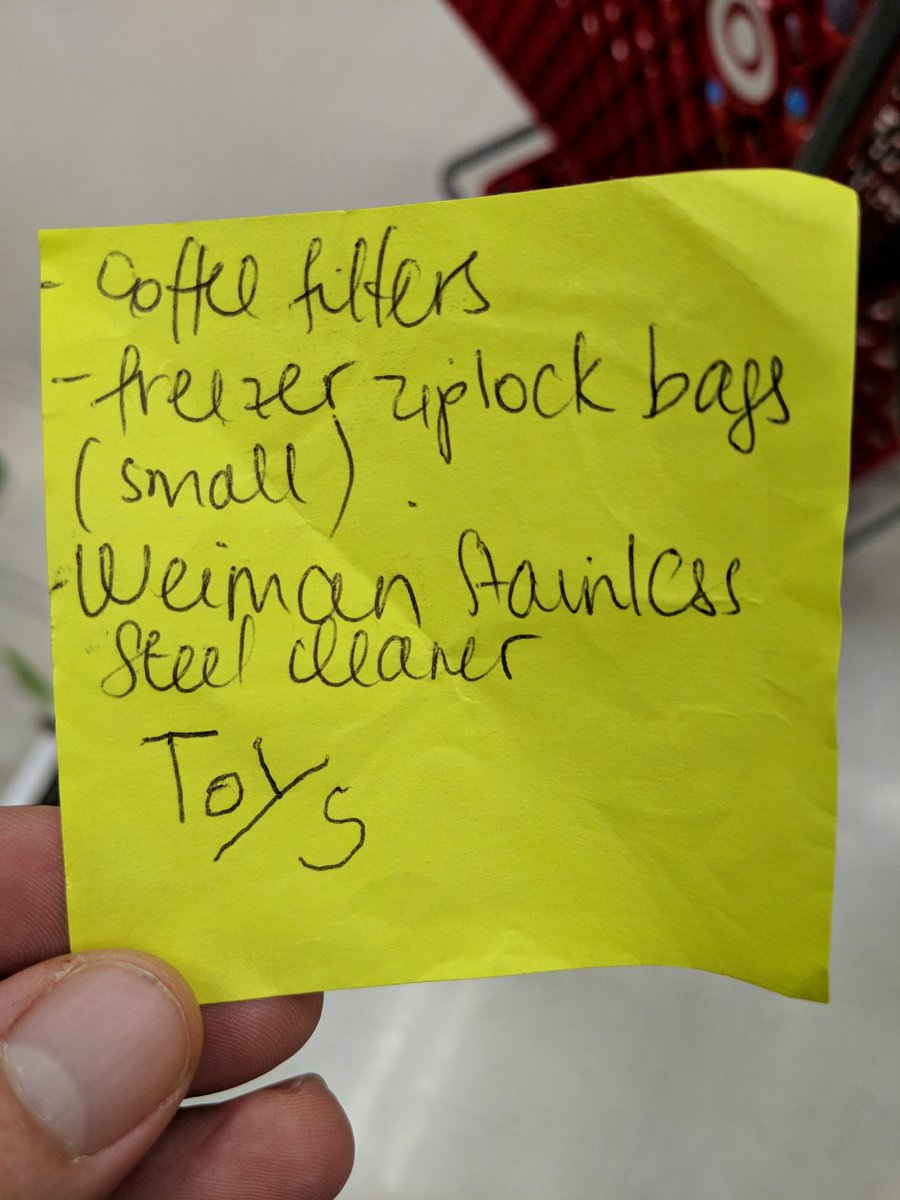 - Coffee filters
- freezer ziplock bags
(small).
- Weiman Stainless
Steel cleaner
Toys